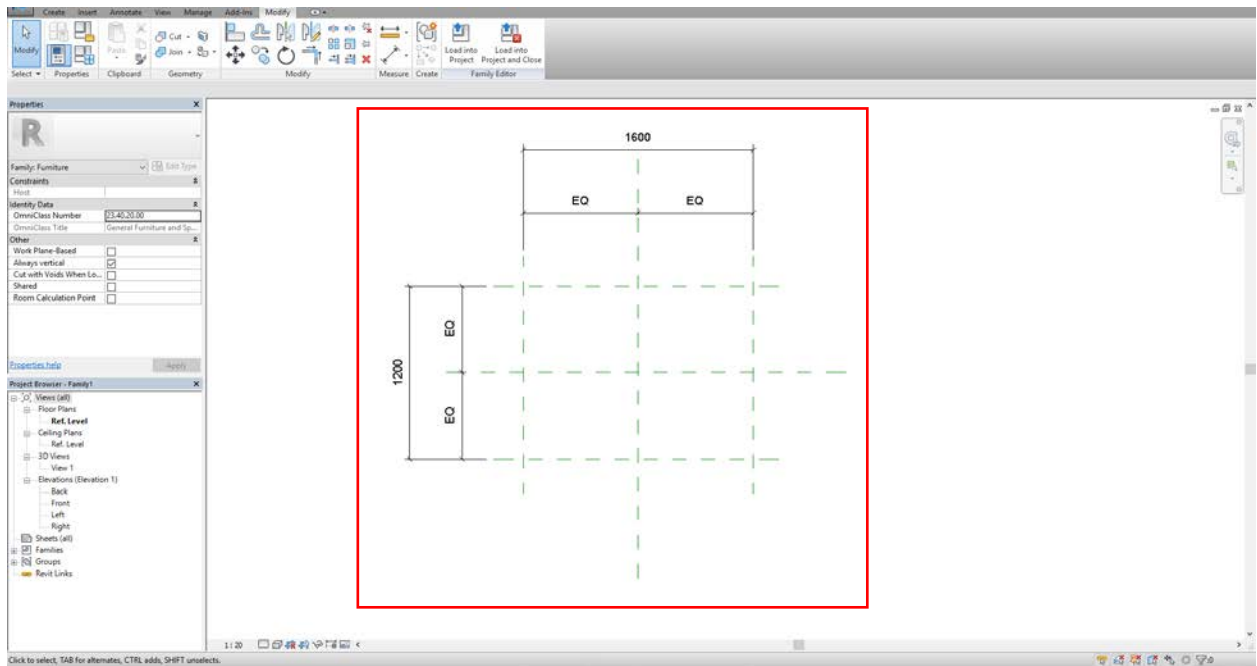 Create Insert Annotate View Manage Add-Ins Modify
Modify
Paste
Cut
Join
Load into Project
Load into Project and Close
Select Properties Clipboard Geometry Modify Measure Create Family Editor
Properties
R
Family: Furniture
Edit Type
Constraints
Host
Identity Data
OmniClass Number 23.40.20.00
OmniClass Title General Furniture and Sp...
Other
Work Plane-Based
Always vertical
Cut with Voids When Lo...
Shared
Room Calculation Point
Properties help
Apply
Project Browser - Family1
Views (all)
Floor Plans
Ref. Level
Ceiling Plans
Ref. Level
3D Views
View 1
Elevations (Elevation 1)
Back
Front
Left
Right
Sheets (all)
Families
Groups
Revit Links
1600
EQ EQ
EQ
1200
EQ
1 : 20
Click to select, TAB for alternates, CTRL adds, SHIFT unselects.
:0